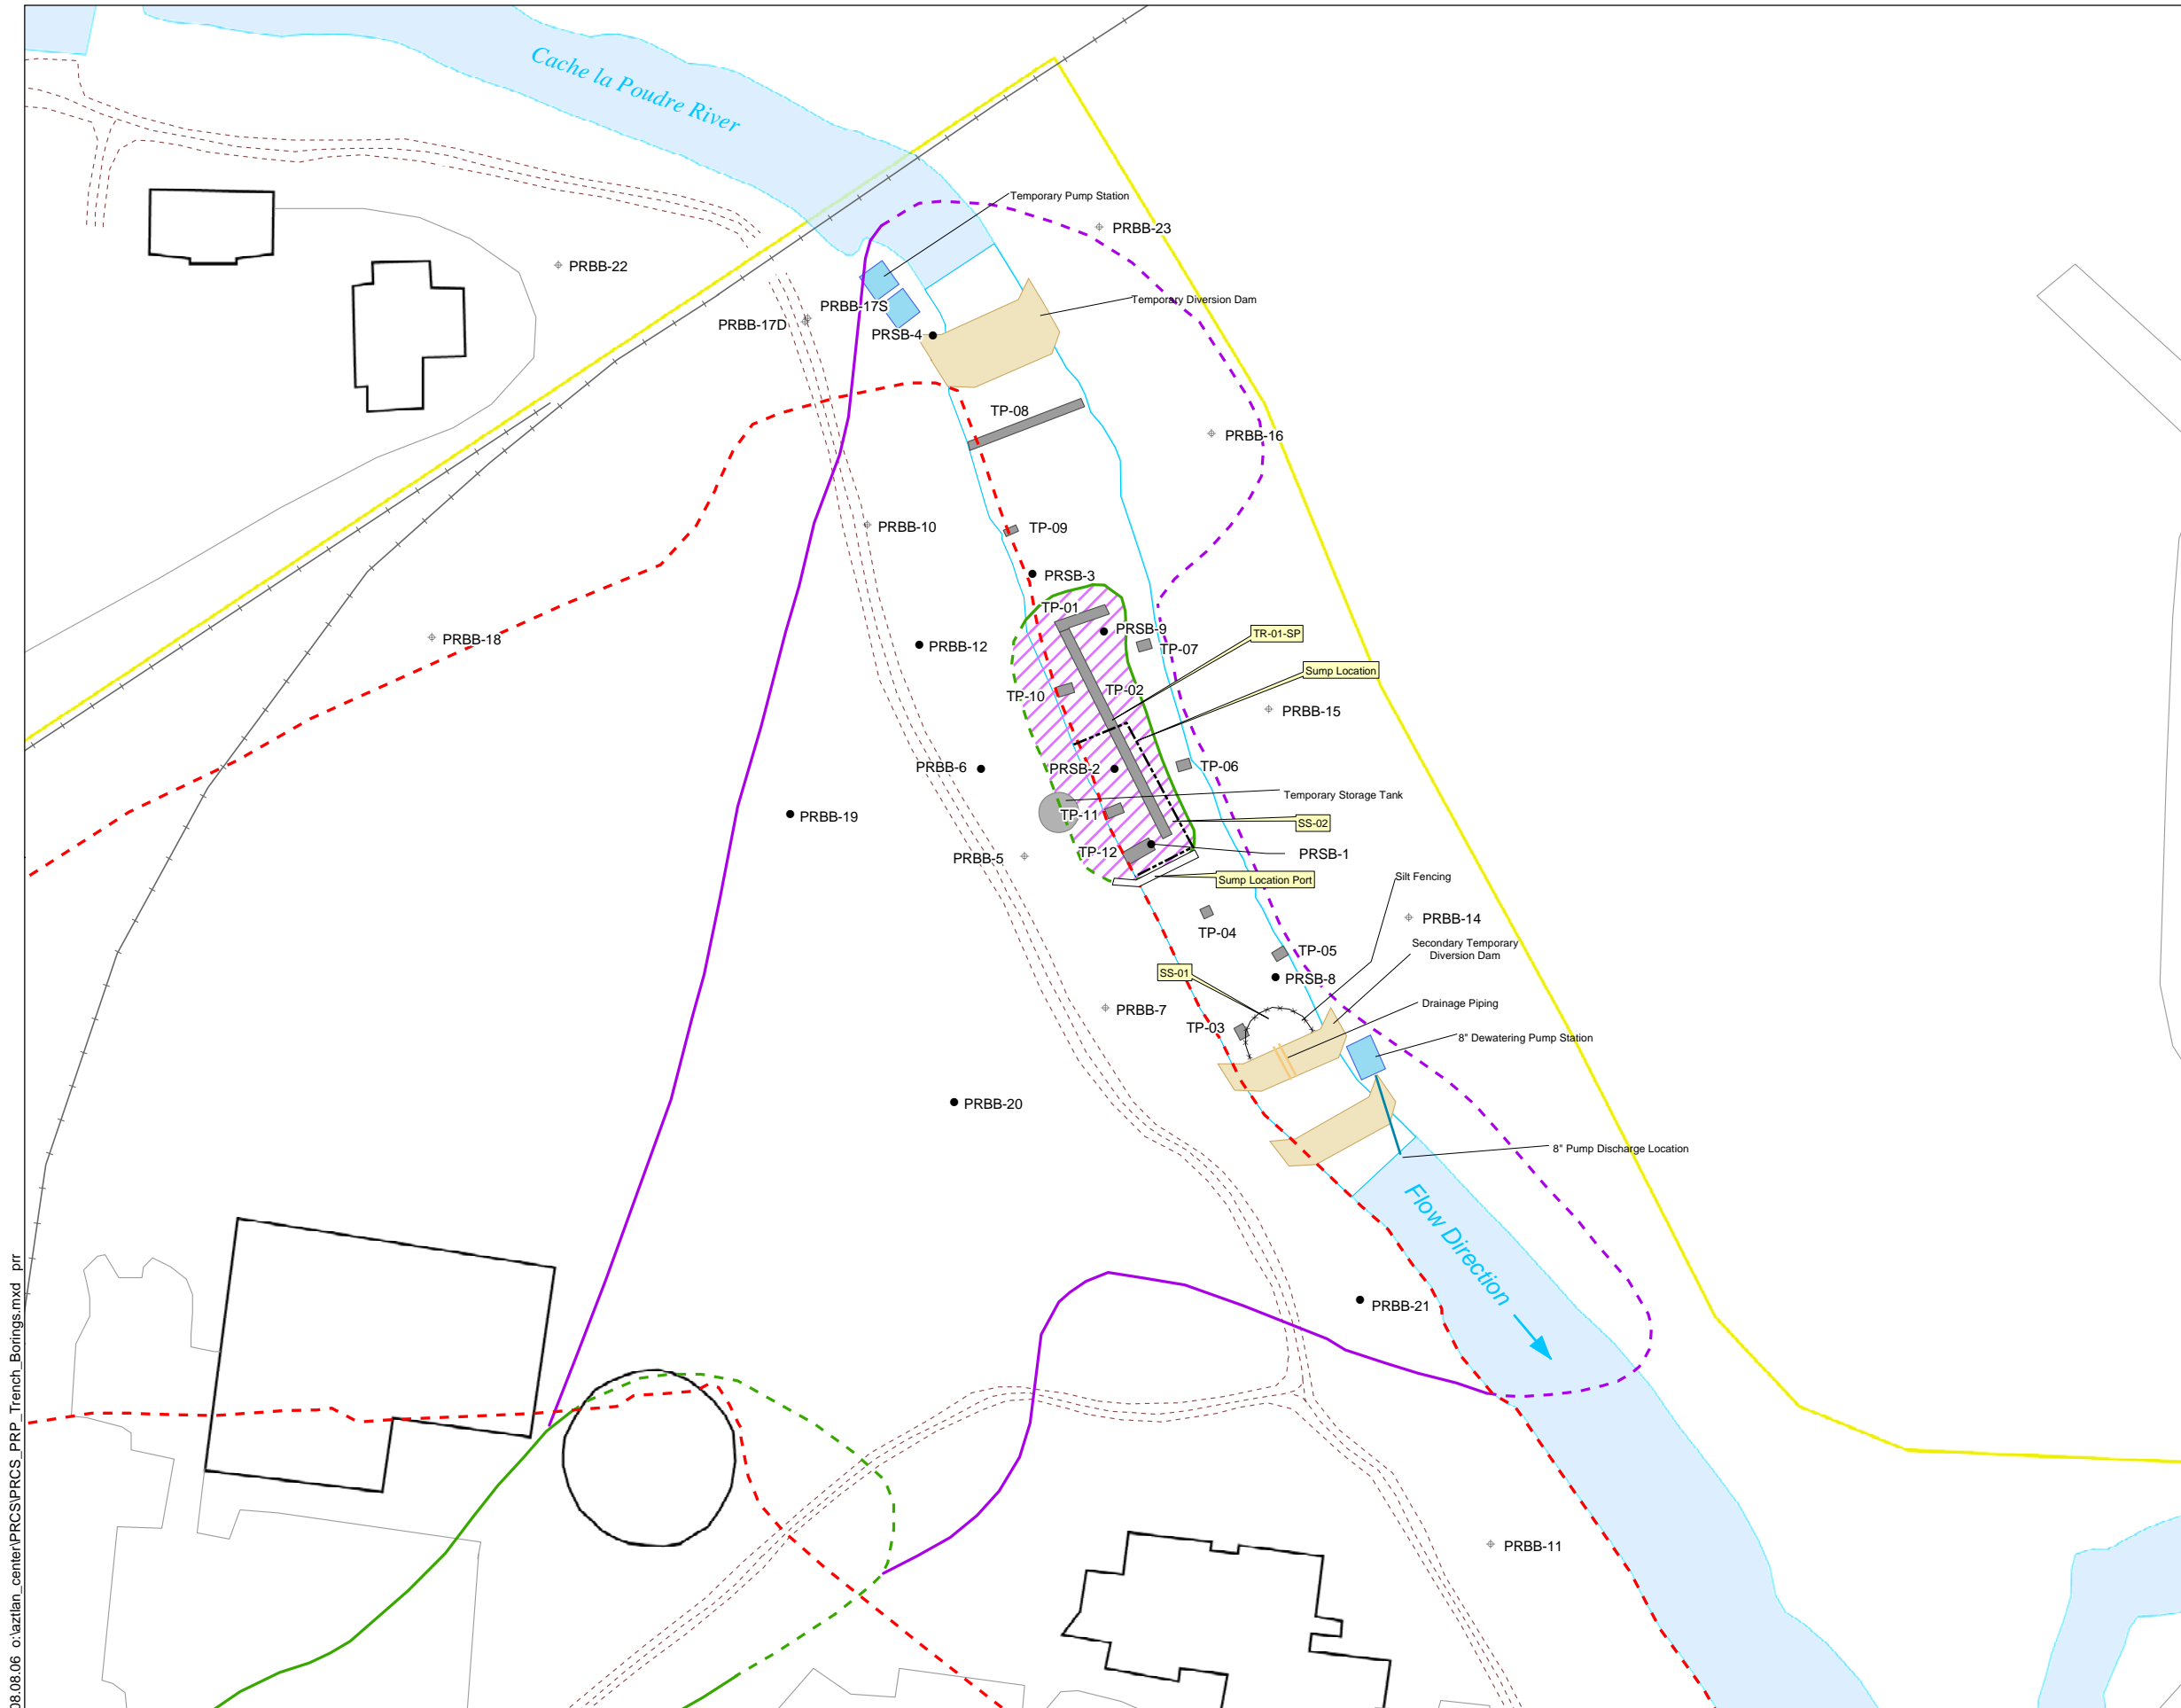 Cache la Poudre River
Temporary Pump Station
PRBB-23
PRBB-22
Temporary Diversion Dam
PRBB-17S
PRBB-17D
PRSB-4
TP-08
PRBB-16
PRBB-10
TP-09
PRSB-3
TP-01
PRSB-9
TR-01-SP
PRBB-18
PRBB-12
TP-07
Sump Location
TP-10
TP-02
PRBB-15
PRBB-6
PRSB-2
TP-06
Temporary Storage Tank
PRBB-19
TP-11
SS-02
PRBB-5
TP-12
PRSB-1
Sump Location Port
Silt Fencing
TP-04
PRBB-14
Secondary Temporary
Diversion Dam
TP-05
SS-01
PRSB-8
Drainage Piping
PRBB-7
TP-03
8" Dewatering Pump Station
PRBB-20
8" Pump Discharge Location
Flow Direction
PRBB-21
PRBB-11
08.08.06 o:\aztlan_center\PRCS\PRCS_PRP_Trench_Borings.mxd prr